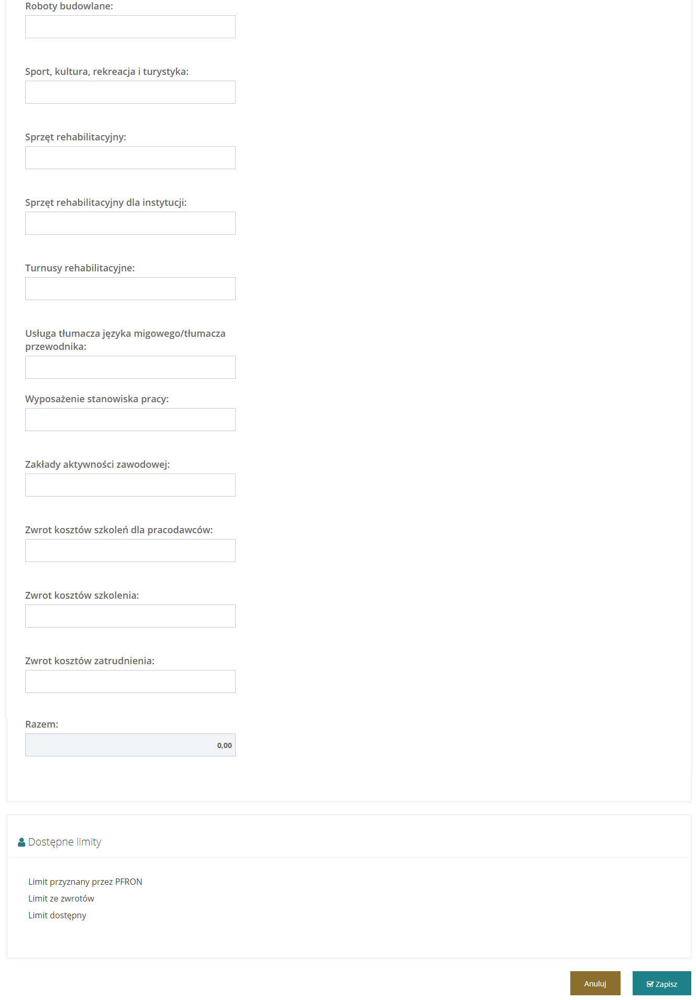 Roboty budowlane:
Sport, kultura, rekreacja i turystyka:
Sprzęt rehabilitacyjny:
Sprzęt rehabilitacyjny dla instytucji:
Turnusy rehabilitacyjne:
Usługa tłumacza języka migowego/tłumacza
przewodnika:
Wyposażenie stanowiska pracy:
Zakłady aktywności zawodowej:
Zwrot kosztów szkoleń dla pracodawców:
Zwrot kosztów szkolenia:
Zwrot kosztów zatrudnienia:
Razem:
0,00
Dostępne limity
Limit przyznany przez PFRON
Limit ze zwrotów
Limit dostępny
Anuluj
Zapisz